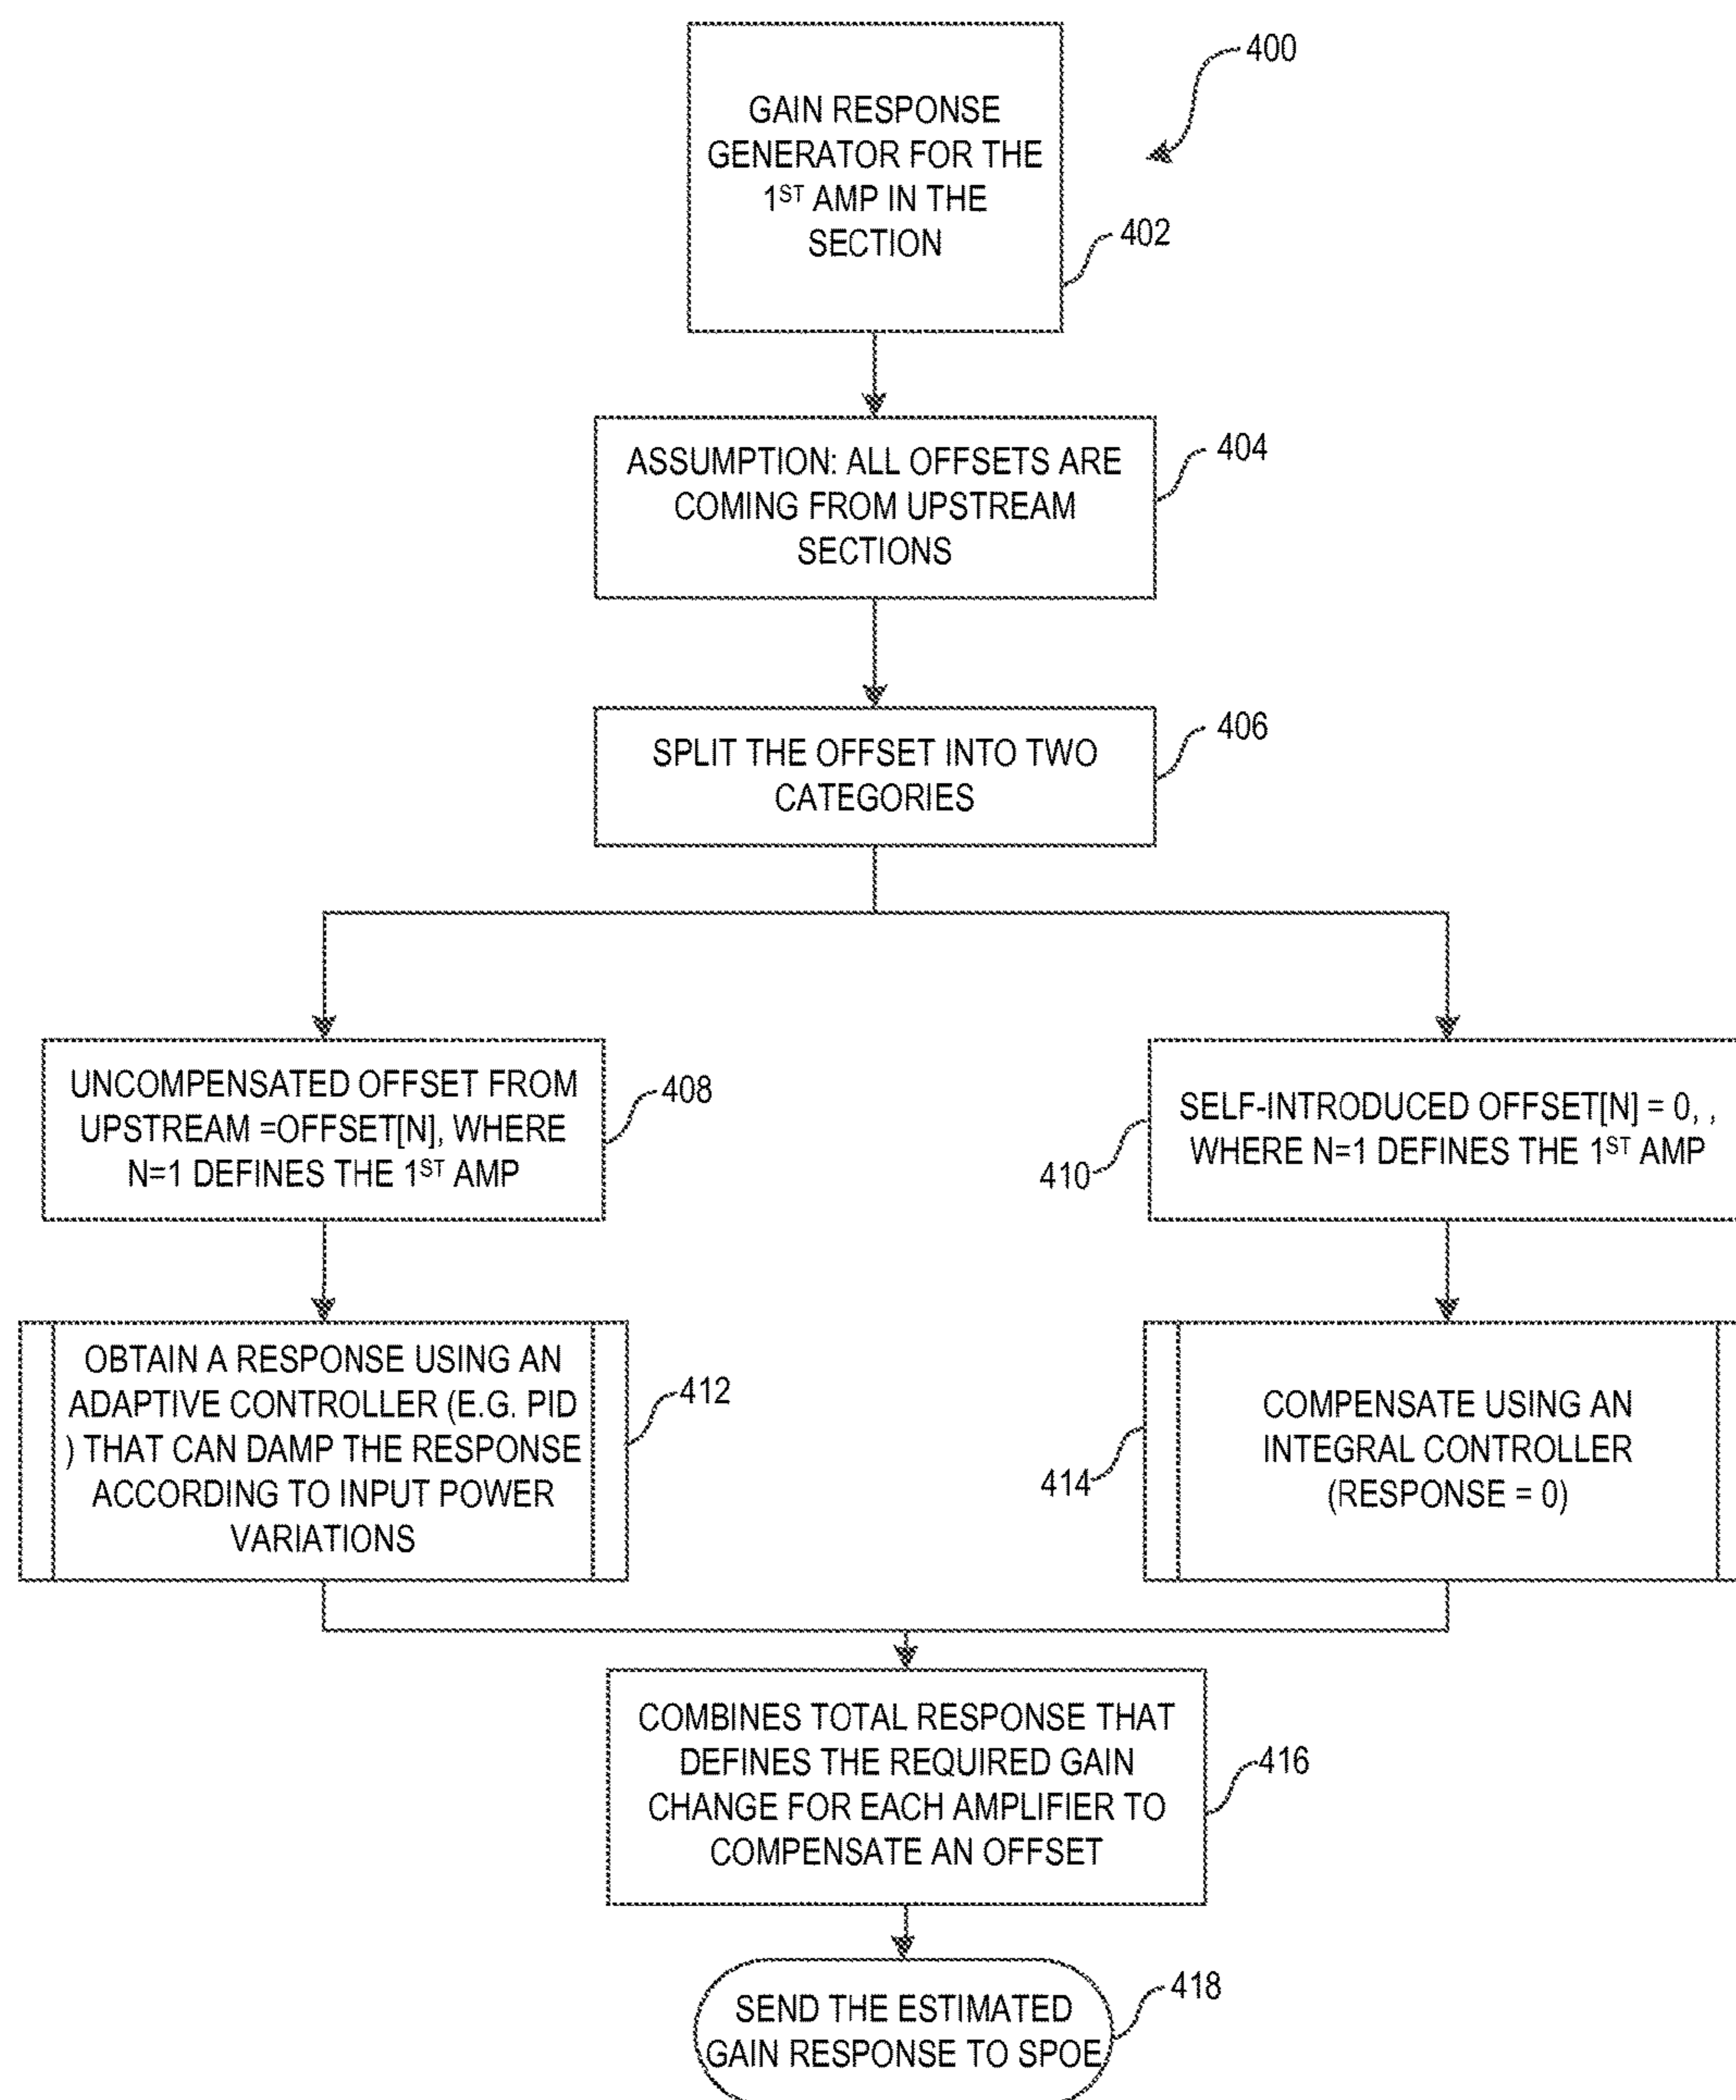 400
GAIN RESPONSE
GENERATOR FOR THE
1ST AMP IN THE
SECTION
402
ASSUMPTION: ALL OFFSETS ARE
COMING FROM UPSTREAM
SECTIONS
404
SPLIT THE OFFSET INTO TWO
CATEGORIES
406
UNCOMPENSATED OFFSET FROM
UPSTREAM =OFFSET[N], WHERE
N=1 DEFINES THE 1ST AMP
408
SELF-INTRODUCED OFFSET[N] = 0, ,
WHERE N=1 DEFINES THE 1ST AMP
410
OBTAIN A RESPONSE USING AN
ADAPTIVE CONTROLLER (E.G. PID
) THAT CAN DAMP THE RESPONSE
ACCORDING TO INPUT POWER
VARIATIONS
412
COMPENSATE USING AN
INTEGRAL CONTROLLER
(RESPONSE = 0)
414
COMBINES TOTAL RESPONSE THAT
DEFINES THE REQUIRED GAIN
CHANGE FOR EACH AMPLIFIER TO
COMPENSATE AN OFFSET
416
SEND THE ESTIMATED
GAIN RESPONSE TO SPOE
418